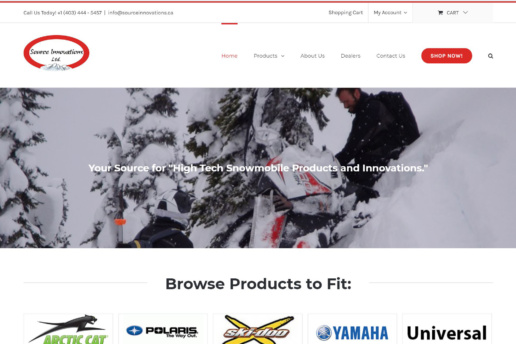 Call Us Today! +1 (403) 444 - 5457 | info@sourceinnovations.ca
Shopping Cart
My Account
CART
Source Innovations
Ltd.
Home
Products
About Us
Dealers
Contact Us
SHOP NOW!
Your Source for "High Tech Snowmobile Products and Innovations."
Browse Products to Fit:
ARCTIC CAT
POLARIS
The Way Out.
ski-doo
YAMAHA
Universal